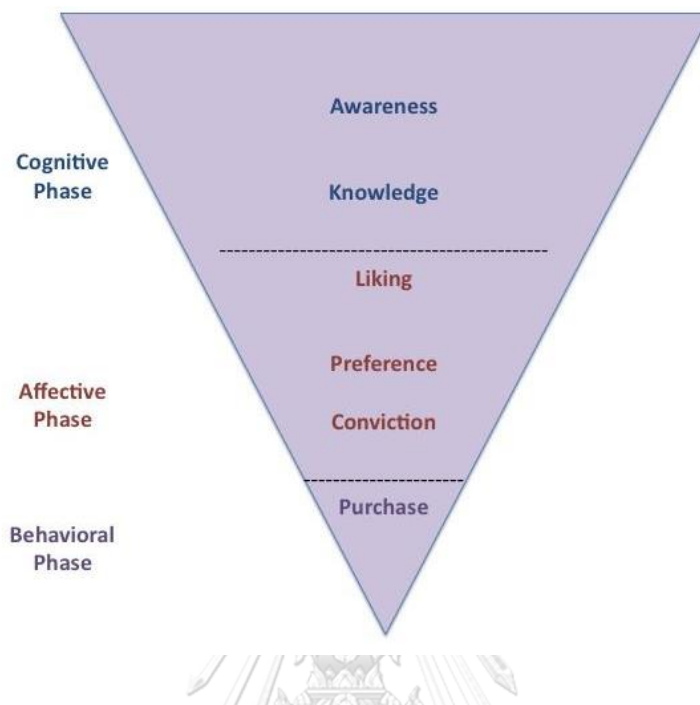 Awareness
Cognitive
Phase
Knowledge
Liking
Preference
Affective
Phase
Conviction
Purchase
Behavioral
Phase